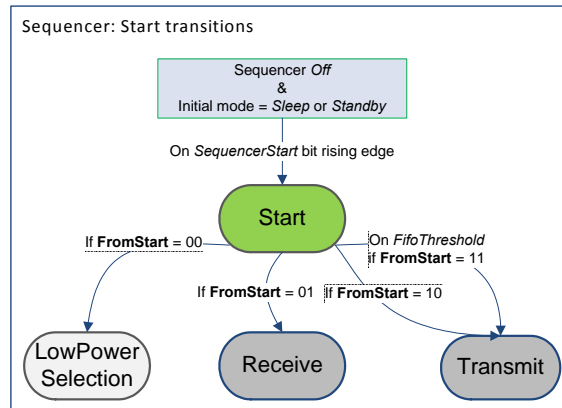 Sequencer: Start transitions
Sequencer Off
&
Initial mode = Sleep or Standby
On SequencerStart bit rising edge
Start
If FromStart = 00
On FifoThreshold
if FromStart = 11
If FromStart = 01
If FromStart = 10
LowPower
Selection
Receive
Transmit